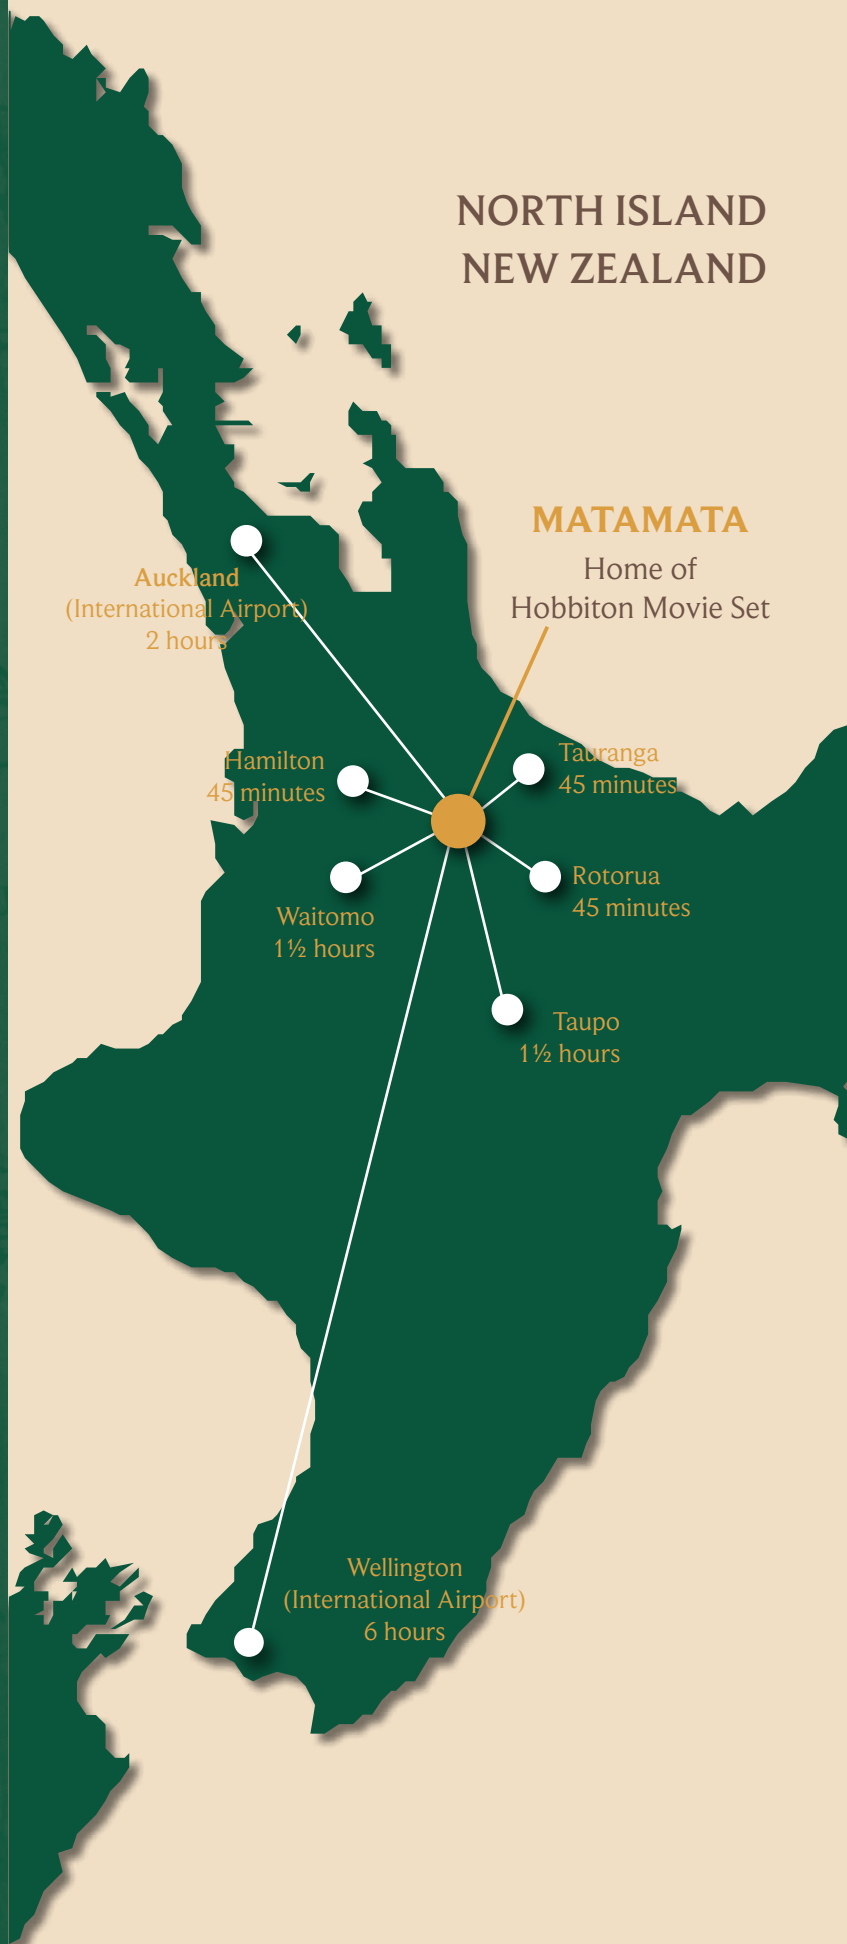 NORTH ISLAND
NEW ZEALAND
MATAMATA
Home of
Hobbiton Movie Set
Auckland
(International Airport)
2 hours
Hamilton
45 minutes
Tauranga
45 minutes
Waitomo
1½ hours
Rotorua
45 minutes
Taupo
1½ hours
Wellington
(International Airport)
6 hours